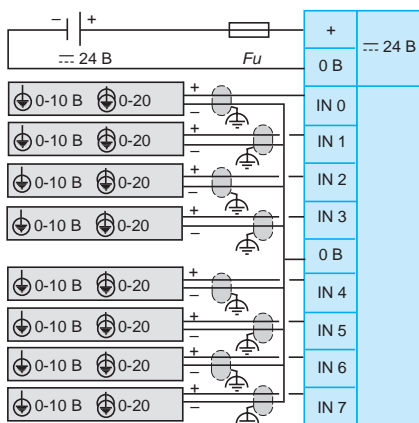 − +
⎓ 24 В
Fu
+
⎓ 24 В
0 В
+ − 0-10 В 0-20 IN 0
+ − 0-10 В 0-20 IN 1
+ − 0-10 В 0-20 IN 2
+ − 0-10 В 0-20 IN 3
0 В
+ − 0-10 В 0-20 IN 4
+ − 0-10 В 0-20 IN 5
+ − 0-10 В 0-20 IN 6
+ − 0-10 В 0-20 IN 7